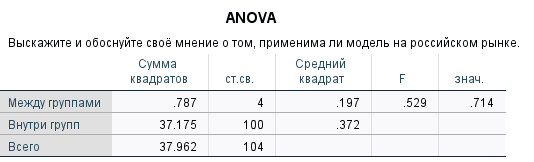 ANOVA
Выскажите и обоснуйте своё мнение о том, применима ли модель на российском рынке.
Сумма квадратов ст.св. Средний квадрат F знач.
Между группами .787 4 .197 .529 .714
Внутри групп 37.175 100 .372
Всего 37.962 104